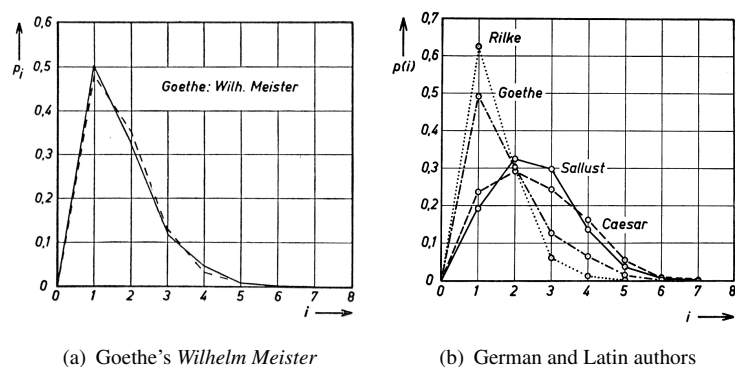 0,6
p_i
0,5
0,4
0,3
0,2
0,1
0
0 1 2 3 4 5 6 7 8
i
Goethe: Wilh. Meister
0,7
p(i)
0,6
0,5
0,4
0,3
0,2
0,1
0
0 1 2 3 4 5 6 7 8
i
Rilke
Goethe
Sallust
Caesar
(a) Goethe’s Wilhelm Meister
(b) German and Latin authors